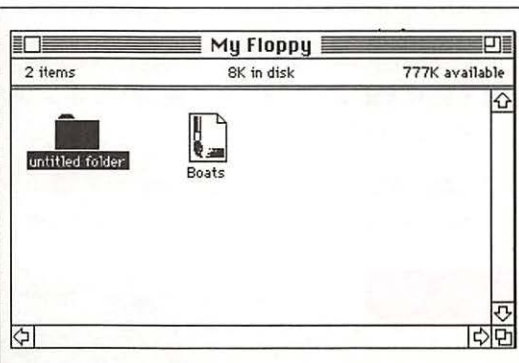 My Floppy
2 items 8K in disk 777K available
untitled folder
Boats